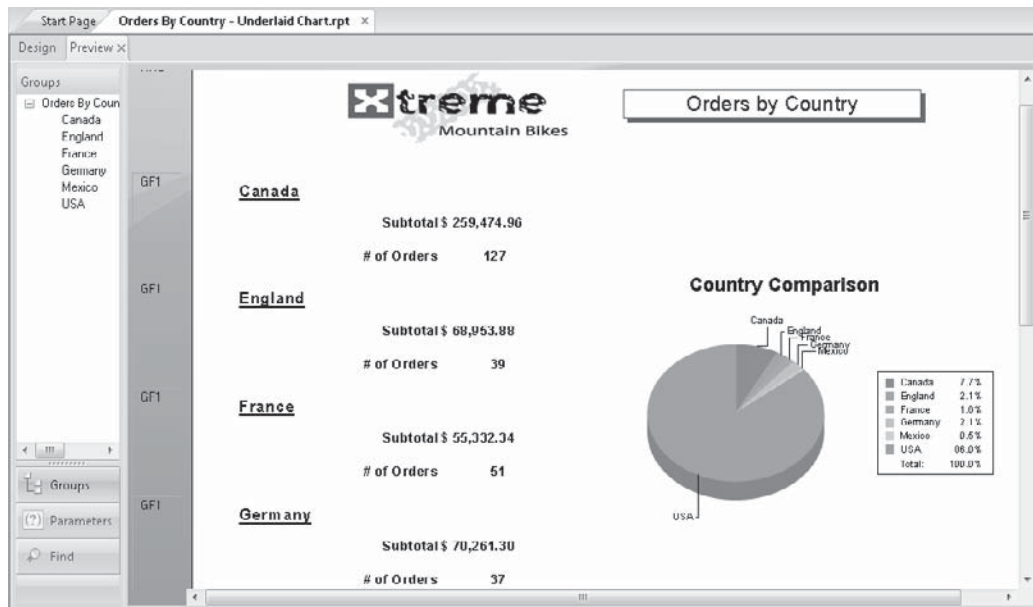 Start Page
Orders By Country - Underlaid Chart.rpt ×
Design Preview ×
Groups
Orders By Coun
Canada
England
France
Germany
Mexico
USA
Groups
(?) Parameters
Find
Xtreme
Mountain Bikes
Orders by Country
GF1
Canada
Subtotal $ 259,474.96
# of Orders 127
GF1
England
Subtotal $ 68,953.88
# of Orders 39
GF1
France
Subtotal $ 55,332.34
# of Orders 51
GF1
Germany
Subtotal $ 70,261.30
# of Orders 37
Country Comparison
Canada
England
France
Germany
Mexico
USA
Canada 7.7%
England 2.1%
France
Germany 2.1%
Mexico 0.5%
USA
Total: 100.0%